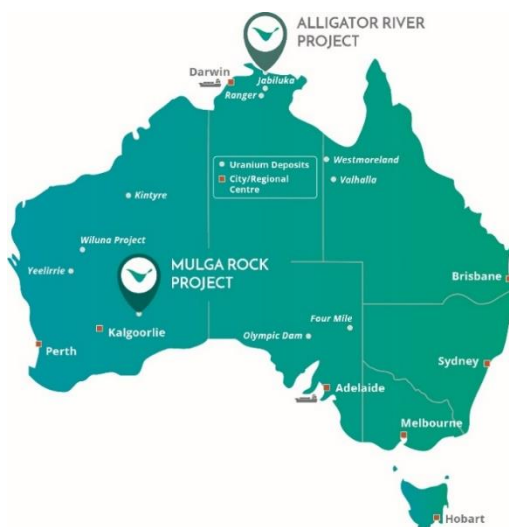 ALLIGATOR RIVER
PROJECT
Darwin
Jabiluka
Ranger
Uranium Deposits
City/Regional
Centre
Westmoreland
Valhalla
Kintyre
Wiluna Project
Yeelirrie
MULGA ROCK
PROJECT
Brisbane
Four Mile
Olympic Dam
Kalgoorlie
Perth
Sydney
Adelaide
Melbourne
Hobart